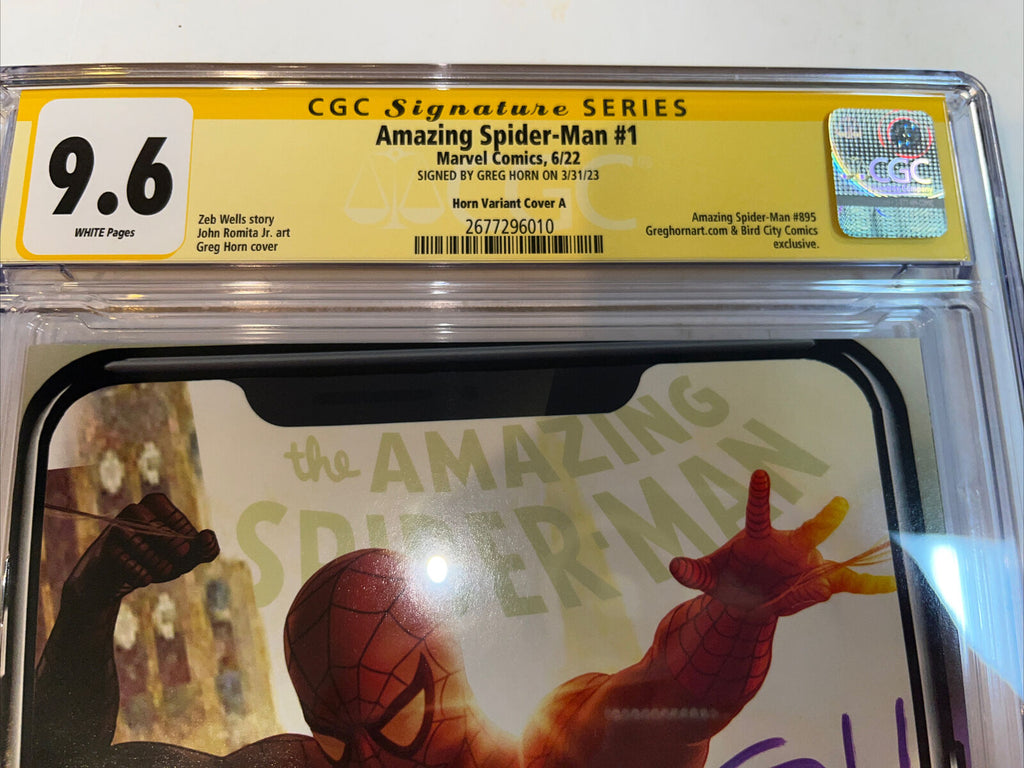 CGC Signature SERIES
9.6
WHITE Pages
Amazing Spider-Man #1
Marvel Comics, 6/22
SIGNED BY GREG HORN ON 3/31/23
Horn Variant Cover A
2677296010
Zeb Wells story
John Romita Jr. art
Greg Horn cover
Amazing Spider-Man #895
Greghornart.com & Bird City Comics
exclusive.
CGC
CGC
the AMAZING
SPIDER-MAN